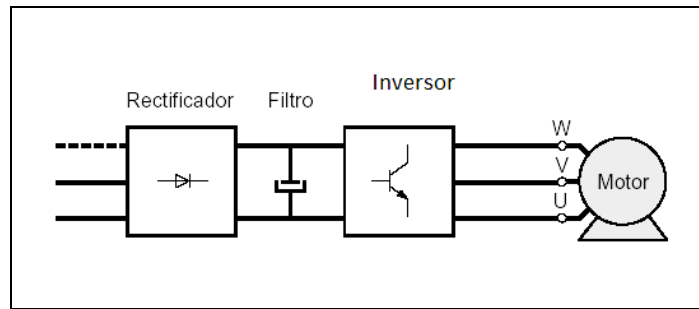 Rectificador
Filtro
Inversor
W
V
U
Motor